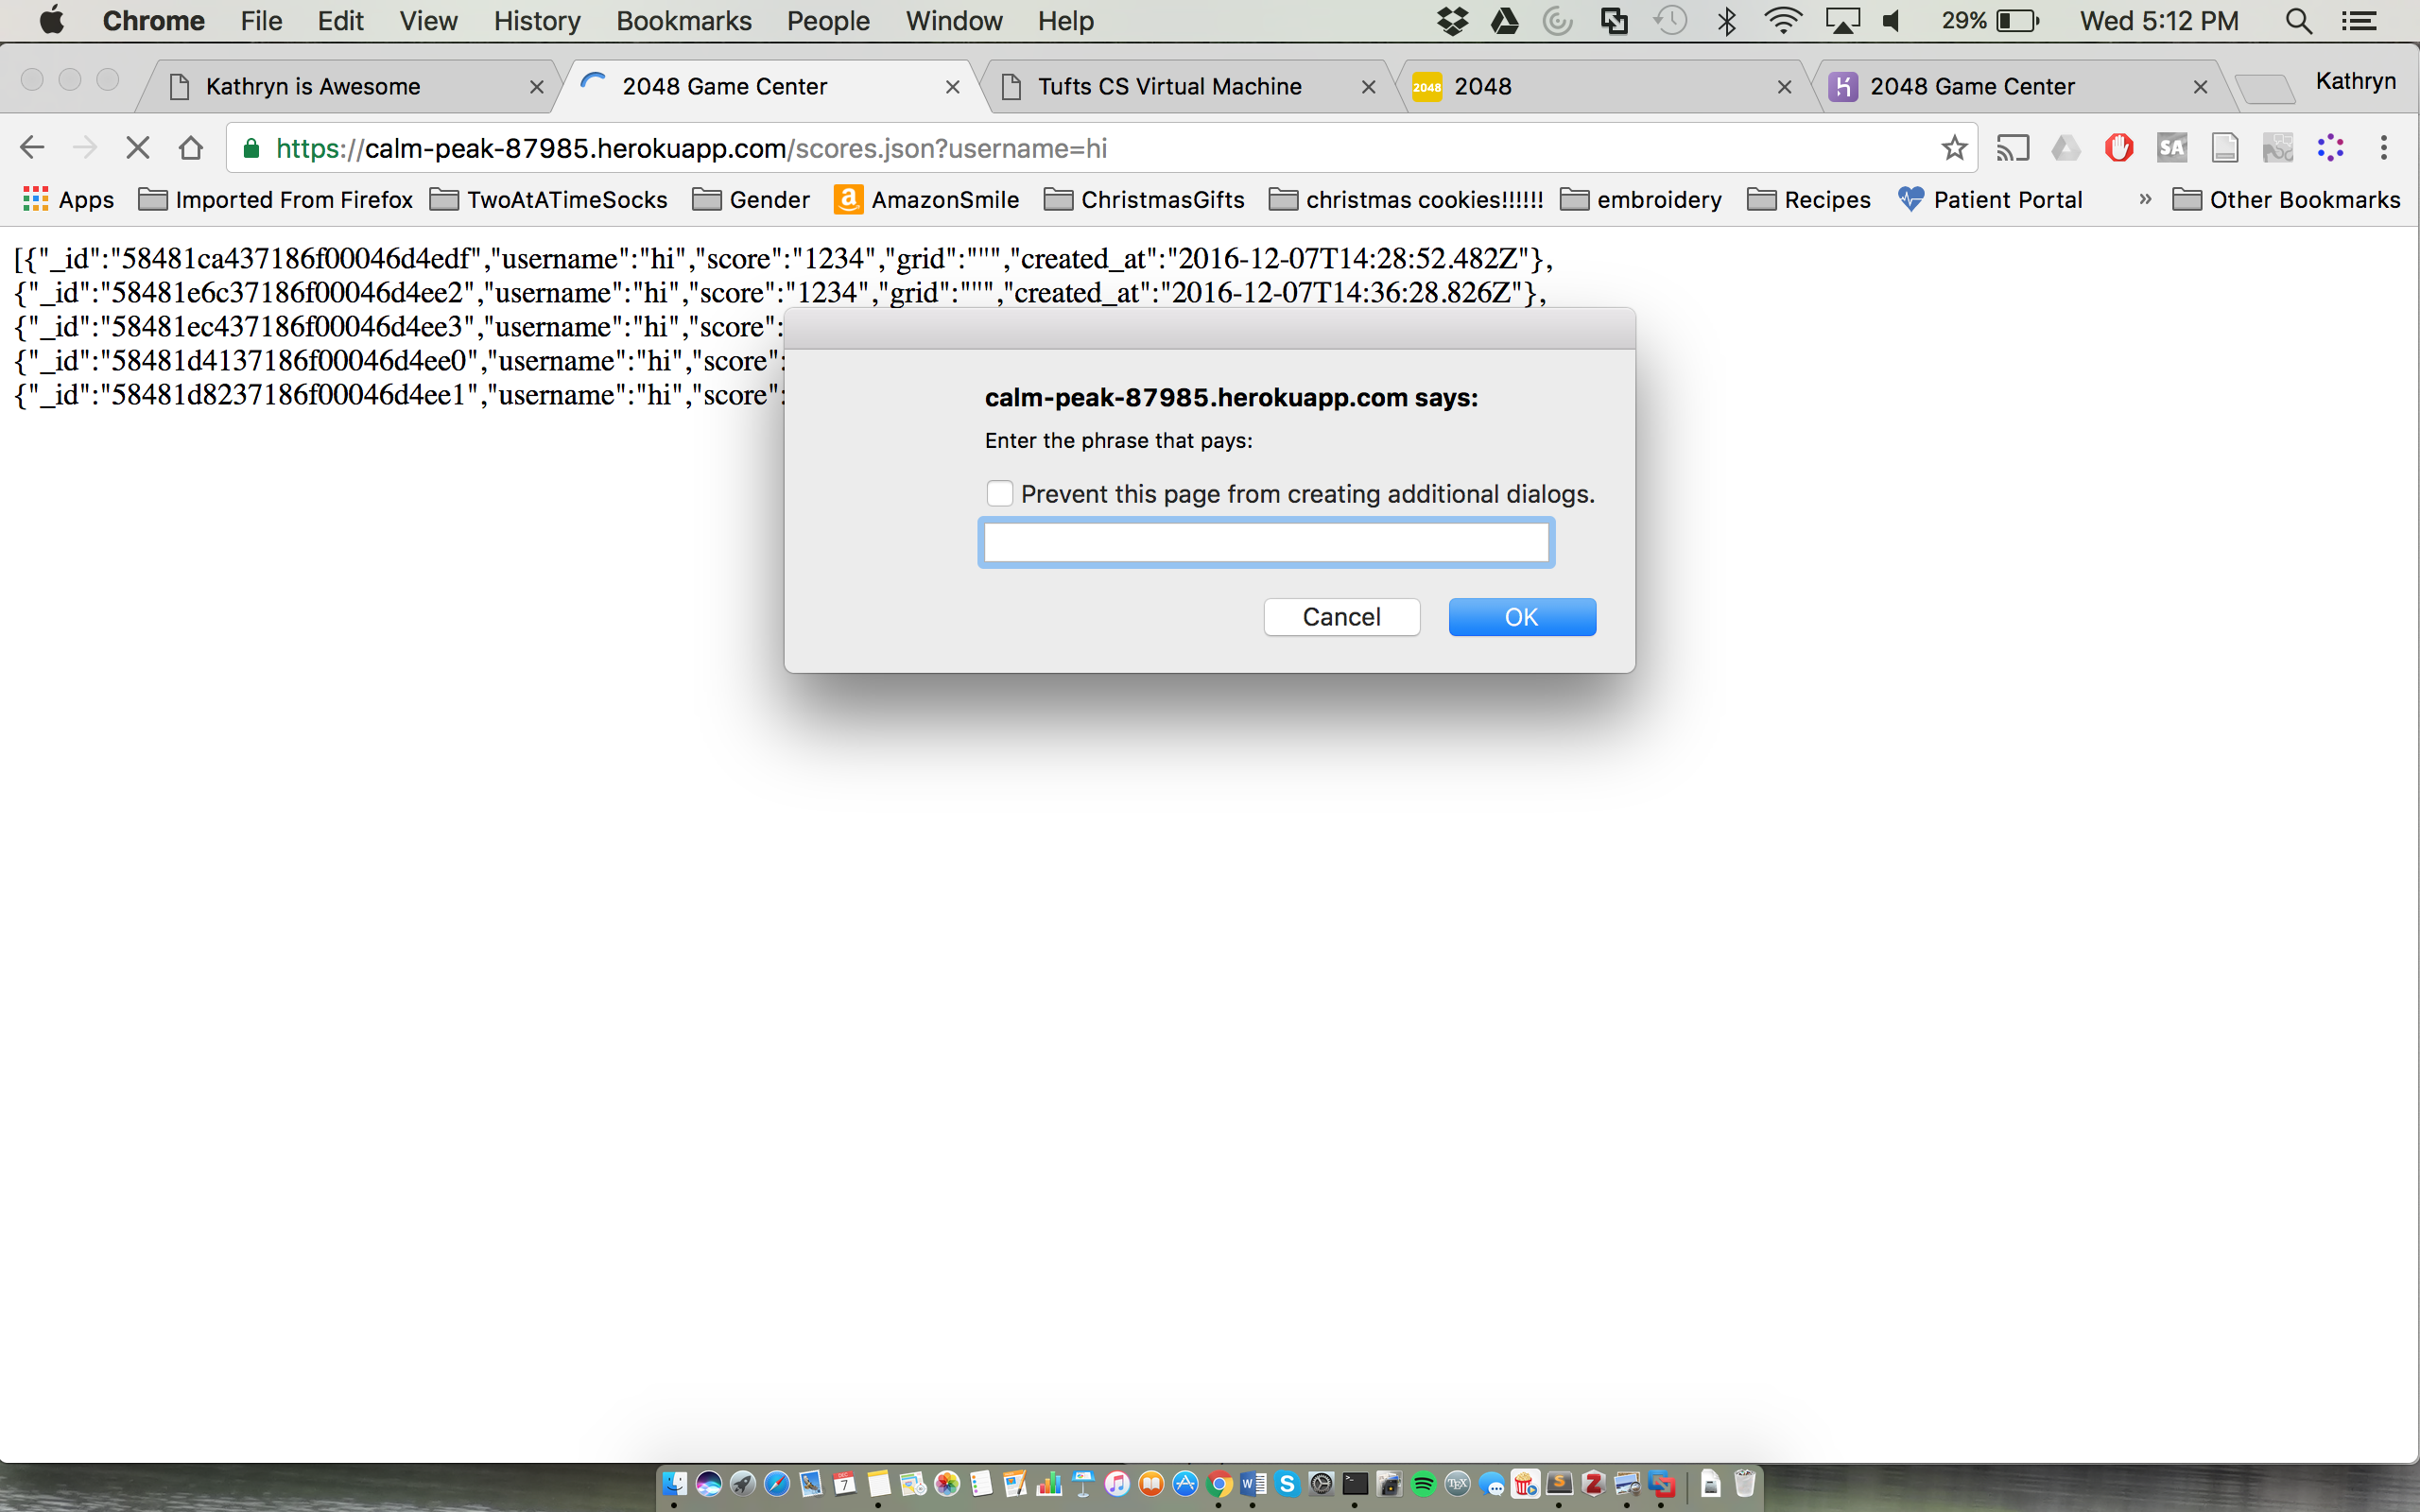 Chrome File Edit View History Bookmarks People Window Help 29% Wed 5:12 PM
Kathryn is Awesome 2048 Game Center Tufts CS Virtual Machine 2048 2048 2048 Game Center Kathryn
https://calm-peak-87985.herokuapp.com/scores.json?username=hi SA
Apps Imported From Firefox TwoAtATimeSocks Gender AmazonSmile ChristmasGifts christmas cookies!!!!!! embroidery Recipes Patient Portal » Other Bookmarks
[{"_id":"58481ca437186f00046d4edf","username":"hi","score":"1234","grid":""","created_at":"2016-12-07T14:28:52.482Z"},
{"_id":"58481e6c37186f00046d4ee2","username":"hi","score":"1234","grid":""","created_at":"2016-12-07T14:36:28.826Z"},
{"_id":"58481ec437186f00046d4ee3","username":"hi","score":
{"_id":"58481d4137186f00046d4ee0","username":"hi","score":
{"_id":"58481d8237186f00046d4ee1","username":"hi","score":
calm-peak-87985.herokuapp.com says:
Enter the phrase that pays:
Prevent this page from creating additional dialogs.
Cancel OK